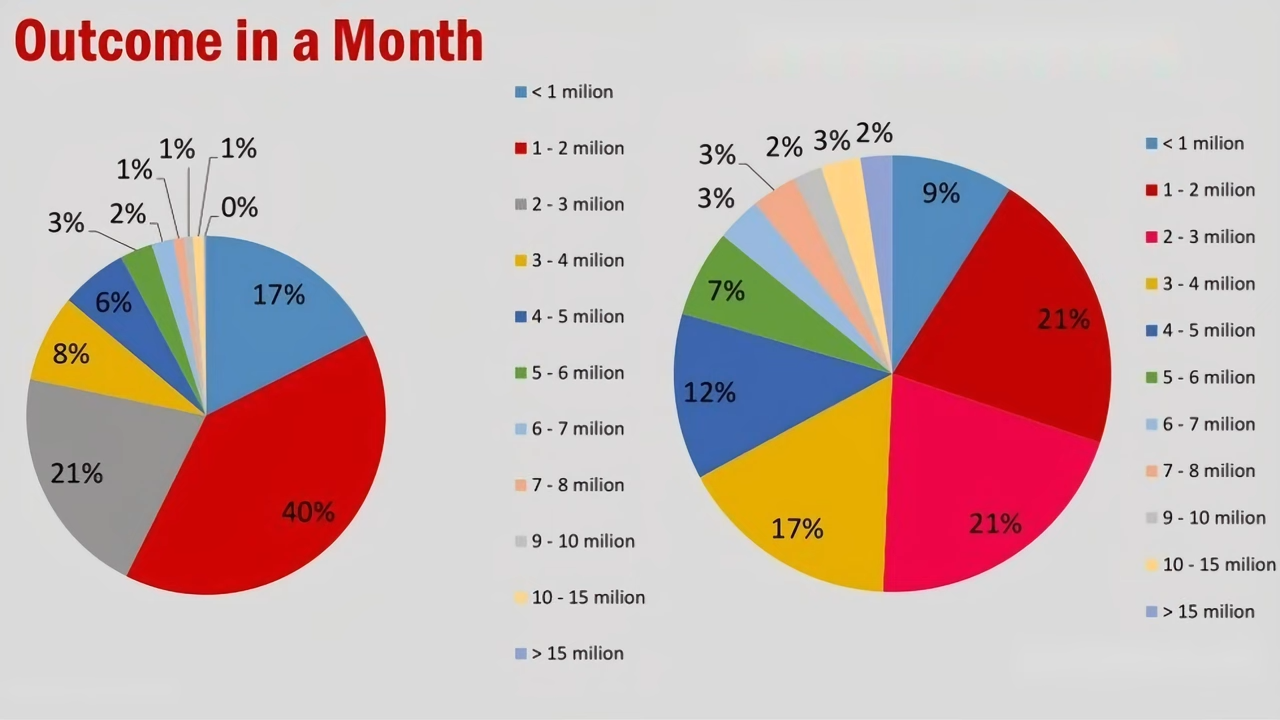 Outcome in a Month
1% 1%
1%
3% 2% 0%
17%
6%
8%
21%
40%
< 1 milion
1 - 2 milion
2 - 3 milion
3 - 4 milion
4 - 5 milion
5 - 6 milion
6 - 7 milion
7 - 8 milion
9 - 10 milion
10 - 15 milion
> 15 milion
3% 2% 3% 2%
3% 9%
7% 21%
12%
17% 21%
< 1 milion
1 - 2 milion
2 - 3 milion
3 - 4 milion
4 - 5 milion
5 - 6 milion
6 - 7 milion
7 - 8 milion
9 - 10 milion
10 - 15 milion
> 15 milion